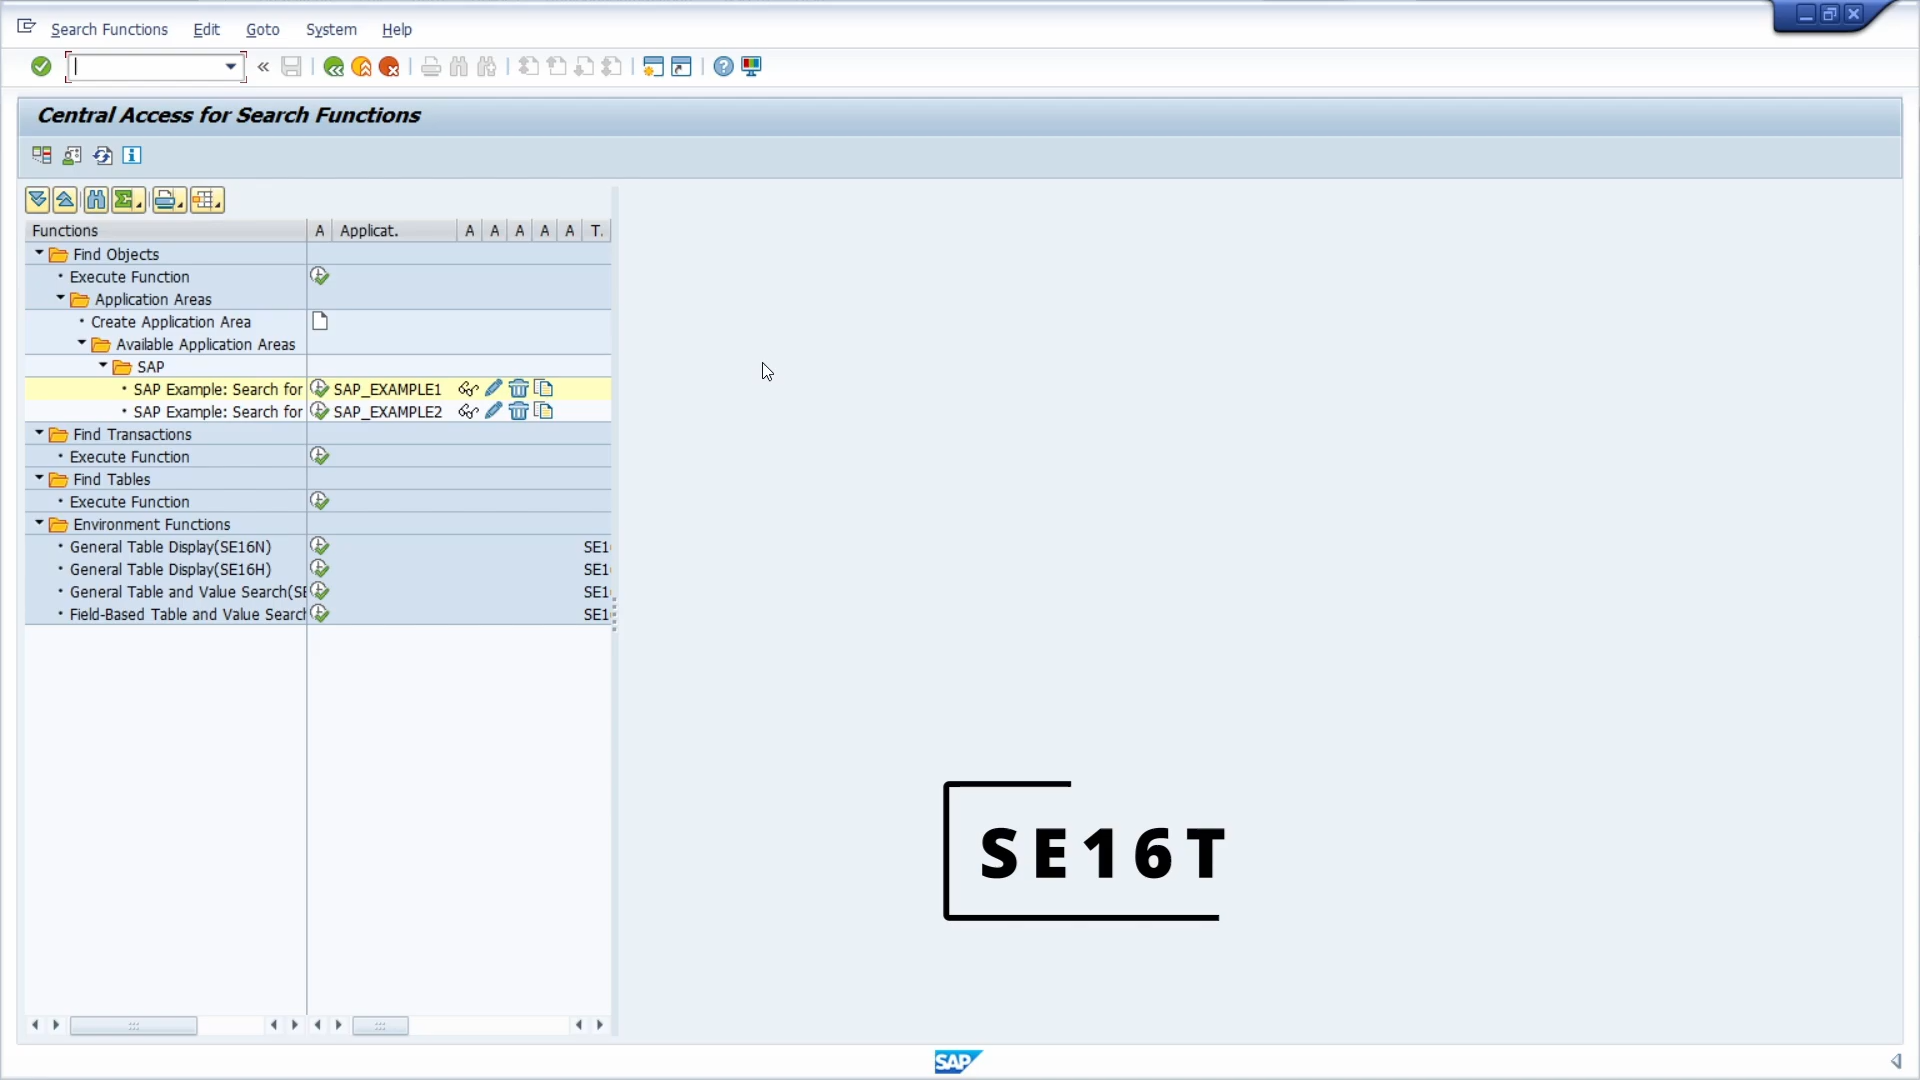 Search Functions Edit Goto System Help
Central Access for Search Functions
Functions A Applicat. A A A A A T.
Find Objects
Execute Function
Application Areas
Create Application Area
Available Application Areas
SAP
SAP Example: Search for SAP_EXAMPLE1
SAP Example: Search for SAP_EXAMPLE2
Find Transactions
Execute Function
Find Tables
Execute Function
Environment Functions
General Table Display(SE16N) SE1
General Table Display(SE16H) SE1
General Table and Value Search(SE SE1
Field-Based Table and Value Search SE1
SE16T
SAP